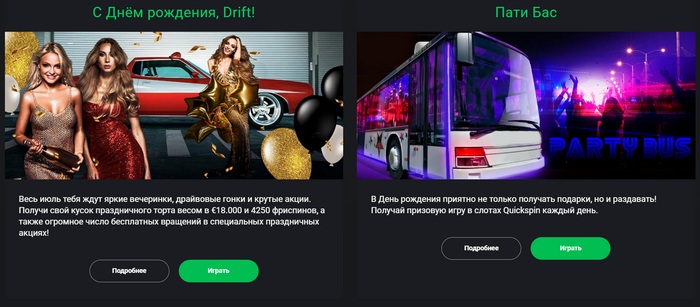 С Днём рождения, Drift!
Весь июль тебя ждут яркие вечеринки, драйвовые гонки и крутые акции.
Получи свой кусок праздничного торта весом в €18.000 и 4250 фриспинов, а
также огромное число бесплатных вращений в специальных праздничных
акциях!
Подробнее
Играть
Пати Бас
PARTY BUS
В День рождения приятно не только получать подарки, но и раздавать!
Получай призовую игру в слотах Quickspin каждый день.
Подробнее
Играть